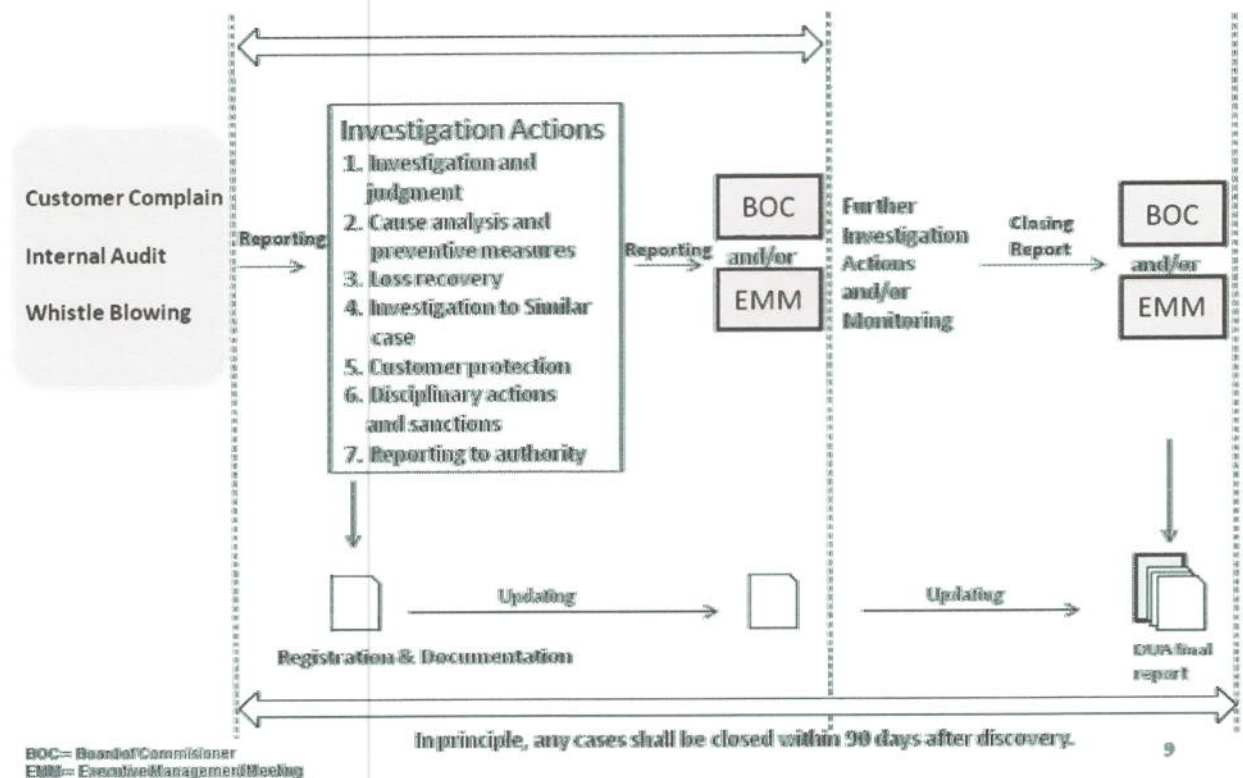 Customer Complain
Internal Audit
Whistle Blowing
Reporting
Investigation Actions
1. Investigation and
judgment
2. Cause analysis and
preventive measures
3. Loss recovery
4. Investigation to Similar
case
5. Customer protection
6. Disciplinary actions
and sanctions
7. Reporting to authority
Reporting
BOC
and/or
EMM
Further
Investigation
Actions
and/or
Monitoring
Closing
Report
BOC
and/or
EMM
Updating
Updating
Registration & Documentation
final
report
In principle, any cases shall be closed within 90 days after discovery.
BOC= Board of Commisioner
EMM= Executive Management Meeting
9